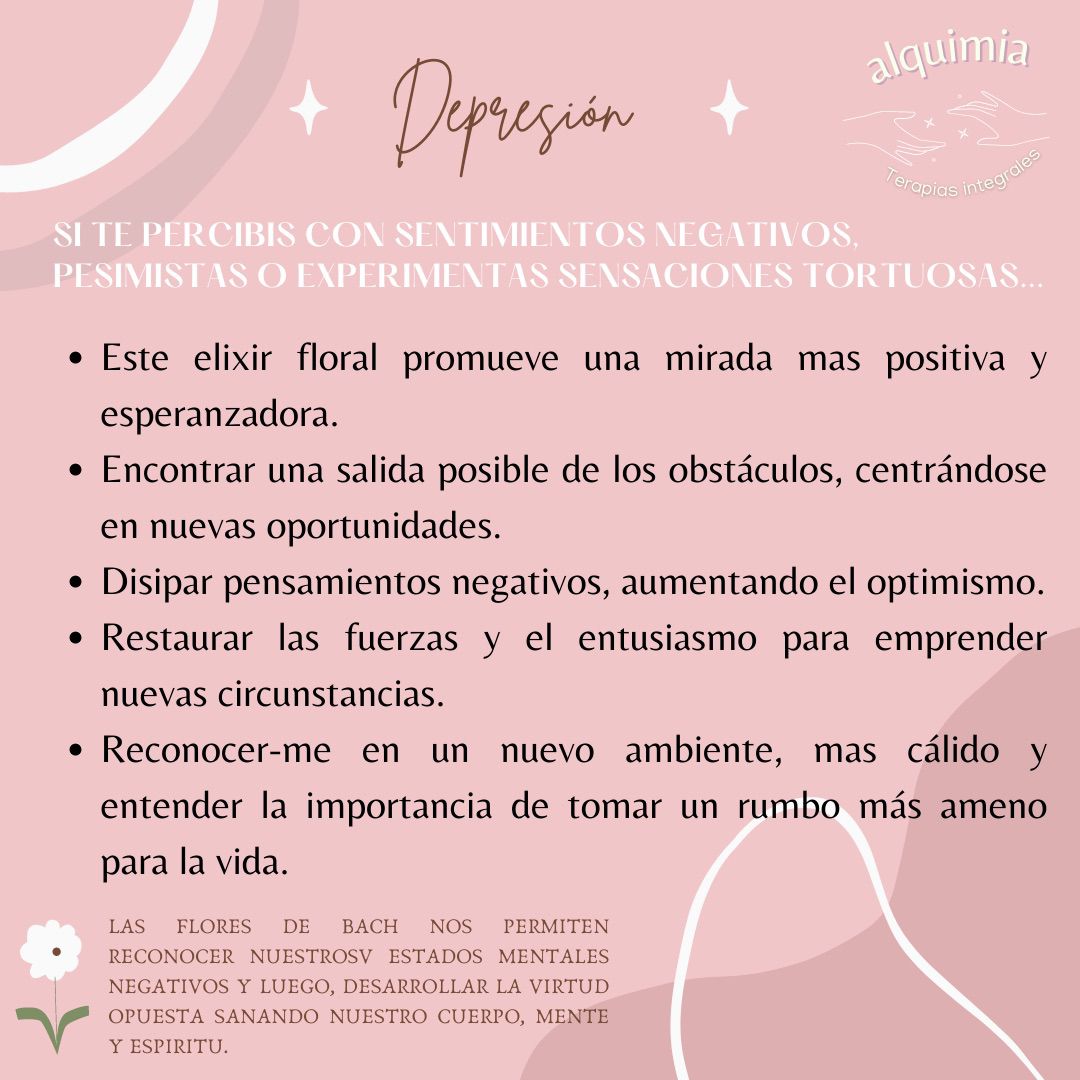 alquimia
Depresión
Terapias integrales
SI TE PERCIBIS CON SENTIMIENTOS NEGATIVOS,
PESIMISTAS O EXPERIMENTAS SENSACIONES TORTUOSAS...
• Este elixir floral promueve una mirada mas positiva y
esperanzadora.
• Encontrar una salida posible de los obstáculos, centrándose
en nuevas oportunidades.
• Disipar pensamientos negativos, aumentando el optimismo.
• Restaurar las fuerzas y el entusiasmo para emprender
nuevas circunstancias.
• Reconocer-me en un nuevo ambiente, mas cálido y
entender la importancia de tomar un rumbo más ameno
para la vida.
LAS FLORES DE BACH NOS PERMITEN
RECONOCER NUESTROSV ESTADOS MENTALES
NEGATIVOS Y LUEGO, DESARROLLAR LA VIRTUD
OPUESTA SANANDO NUESTRO CUERPO, MENTE
Y ESPIRITU.